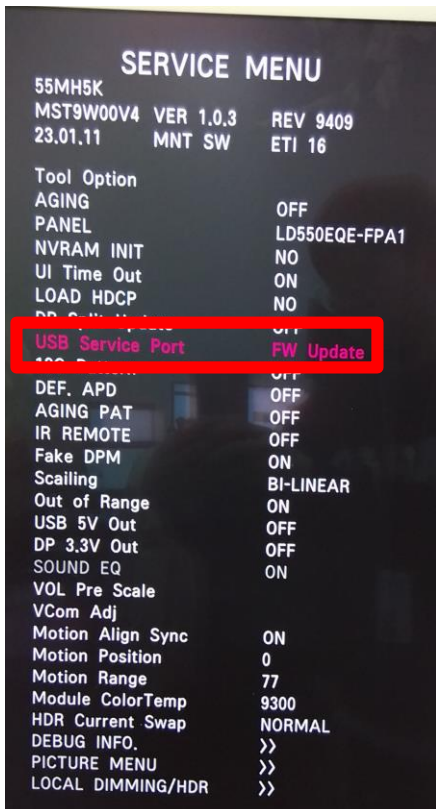 SERVICE MENU
55MH5K
MST9W00V4 VER 1.0.3 REV 9409
23.01.11 MNT SW ETI 16
Tool Option
AGING OFF
PANEL LD550EQE-FPA1
NVRAM INIT NO
UI Time Out ON
LOAD HDCP NO
USB Service Port FW Update
OFF
DEF. APD OFF
AGING PAT OFF
IR REMOTE OFF
Fake DPM ON
Scailing BI-LINEAR
Out of Range ON
USB 5V Out OFF
DP 3.3V Out OFF
SOUND EQ ON
VOL Pre Scale
VCom Adj
Motion Align Sync ON
Motion Position 0
Motion Range 77
Module ColorTemp 9300
HDR Current Swap NORMAL
DEBUG INFO. >>
PICTURE MENU >>
LOCAL DIMMING/HDR >>